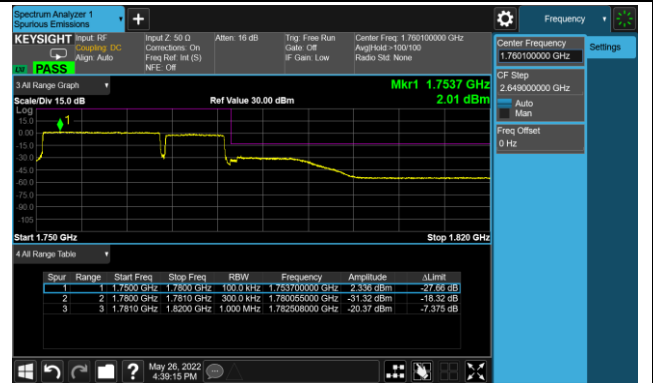 Spectrum Analyzer 1
Spurious Emissions
Frequency
KEYSIGHT Input: RF
Coupling: DC
Align: Auto
Input Z: 50 Ω
Corrections: On
Freq Ref: Int (S)
NFE: Off
Atten: 16 dB
Trig: Free Run
Gate: Off
IF Gain: Low
Center Freq: 1.760100000 GHz
Avg|Hold:>100/100
Radio Std: None
PASS
3 All Range Graph
Mkr1 1.7537 GHz
Scale/Div 15.0 dB
Ref Value 30.00 dBm
2.01 dBm
Log
15.0
0.00
-15.0
-30.0
-45.0
-60.0
-75.0
-90.0
-105
1
Start 1.750 GHz
Stop 1.820 GHz
4 All Range Table
Spur Range Start Freq Stop Freq RBW Frequency Amplitude ΔLimit
1 1 1.7500 GHz 1.7800 GHz 100.0 kHz 1.753700000 GHz 2.336 dBm -27.66 dB
2 2 1.7800 GHz 1.7810 GHz 300.0 kHz 1.780055000 GHz -31.32 dBm -18.32 dB
3 3 1.7810 GHz 1.8200 GHz 1.000 MHz 1.782508000 GHz -20.37 dBm -7.375 dB
Center Frequency
1.760100000 GHz
Settings
CF Step
2.649000000 GHz
Auto
Man
Freq Offset
0 Hz
May 26, 2022
4:39:15 PM